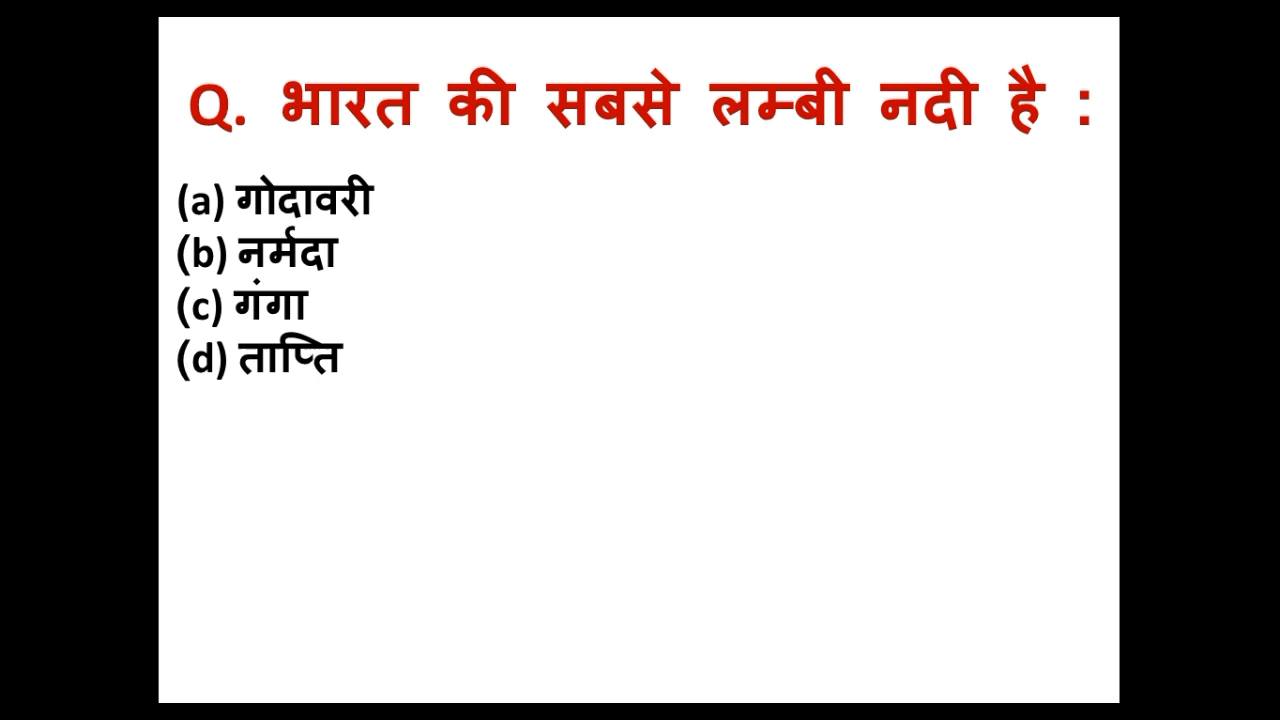 Q. भारत की सबसे लम्बी नदी है :
(a) गोदावरी
(b) नर्मदा
(c) गंगा
(d) ताप्ति